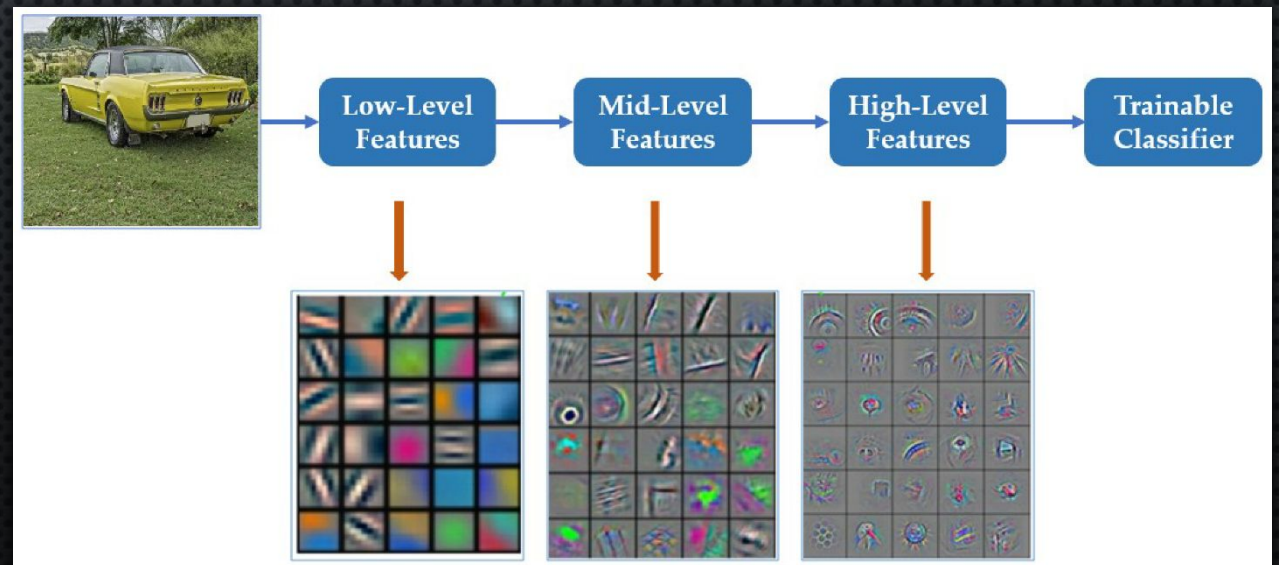 Low-Level
Features
Mid-Level
Features
High-Level
Features
Trainable
Classifier